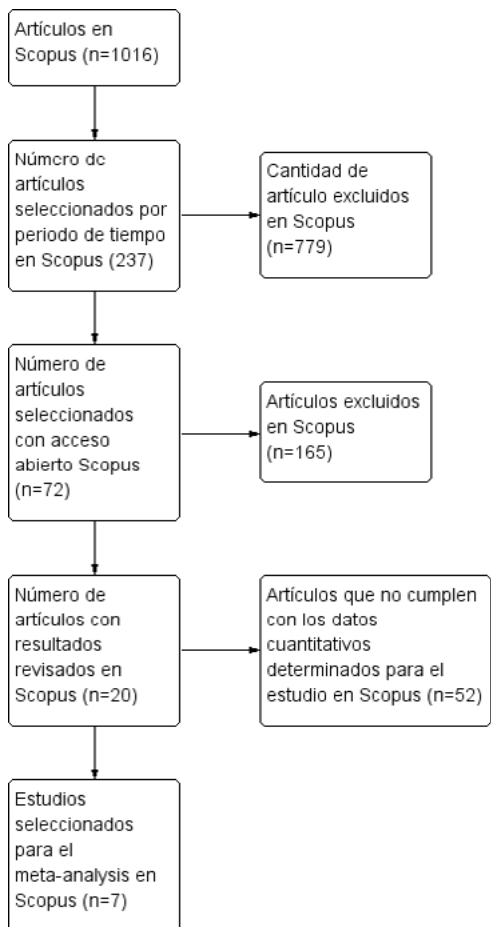 Artículos en
Scopus (n=1016)
Número de
artículos
seleccionados por
periodo de tiempo
en Scopus (237)
Cantidad de
artículo excluidos
en Scopus
(n=779)
Número de
artículos
seleccionados
con acceso
abierto Scopus
(n=72)
Artículos excluidos
en Scopus
(n=165)
Número de
artículos con
resultados
revisados en
Scopus (n=20)
Artículos que no cumplen
con los datos
cuantitativos
determinados para el
estudio en Scopus (n=52)
Estudios
seleccionados
para el
meta-analysis en
Scopus (n=7)